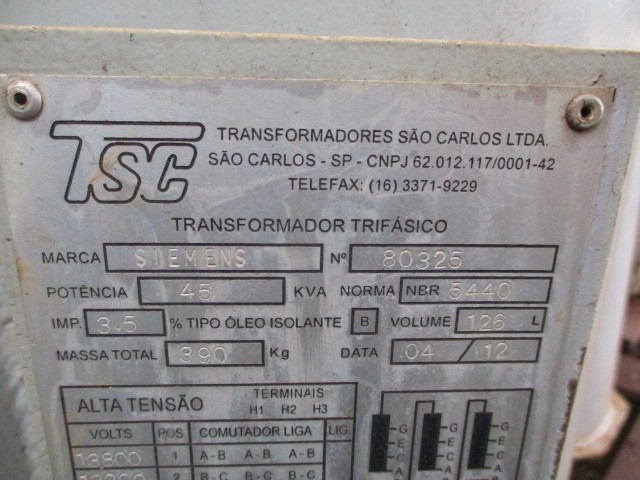 TSC
TRANSFORMADORES SÃO CARLOS LTDA.
SÃO CARLOS - SP - CNPJ 62.012.117/0001-42
TELEFAX: (16) 3371-9229
TRANSFORMADOR TRIFÁSICO
MARCA SIEMENS Nº 80325
POTÊNCIA 45 KVA NORMA NBR 5440
IMP. 3.5 % TIPO ÓLEO ISOLANTE B VOLUME 126 L
MASSA TOTAL 390 Kg DATA 04 / 12
ALTA TENSÃO TERMINAIS
H1 H2 H3
VOLTS POS COMUTADOR LIGA LIG
13800 1 A-B A-B A-B
2 B-C B-C B-C
G
E
C
A